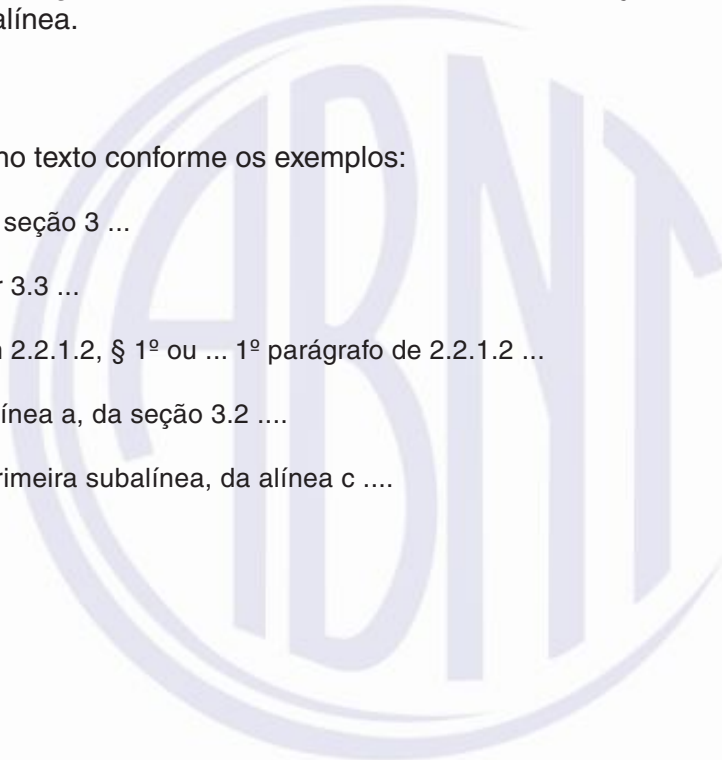 alínea.
no texto conforme os exemplos:
seção 3 ...
3.3 ...
2.2.1.2, § 1º ou ... 1º parágrafo de 2.2.1.2 ...
ínea a, da seção 3.2 ....
rimeira subalínea, da alínea c ....
ABNT